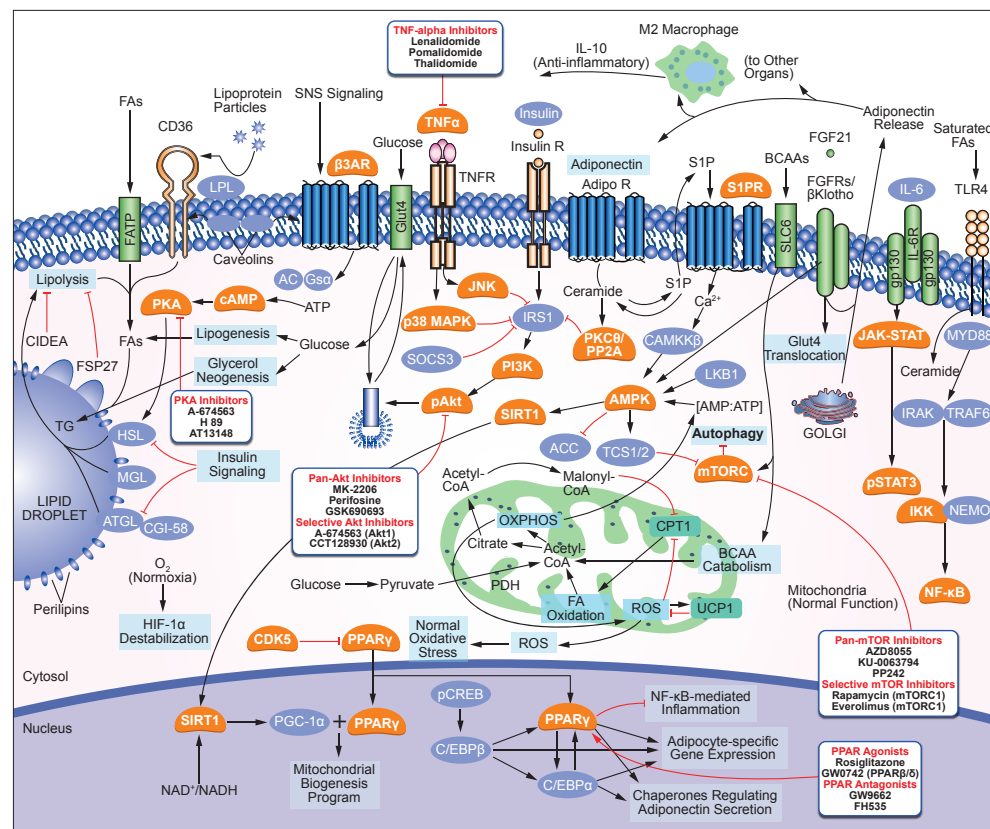 TNF-alpha Inhibitors
Lenalidomide
Pomalidomide
Thalidomide
M2 Macrophage
IL-10
(Anti-inflammatory)
(to Other
Organs)
FAs
Lipoprotein
Particles
CD36
SNS Signaling
TNFα
Insulin
Adiponectin
Release
Saturated
FAs
FGF21
Glucose
Insulin R
β3AR
TNFR
Adiponectin
Adipo R
S1P
S1PR
BCAAs
FGFRs/
βKlotho
IL-6
TLR4
LPL
FATP
Glut4
SLC6
gp130
IL-6R
gp130
Caveolins
AC
Gsα
S1P
Ca²⁺
Lipolysis
PKA
cAMP
ATP
JNK
Ceramide
p38 MAPK
IRS1
PKCθ/
PP2A
CAMKKβ
Glut4
Translocation
JAK-STAT
MYD88
CIDEA
FAs
Lipogenesis
Glucose
SOCS3
FSP27
Glycerol
Neogenesis
PI3K
LKB1
GOLGI
Ceramide
PKA Inhibitors
A-674563
H 89
AT13148
TG
pAkt
SIRT1
AMPK
[AMP:ATP]
IRAK
TRAF6
HSL
ACC
TCS1/2
Autophagy
mTORC
MGL
Insulin
Signaling
LIPID
DROPLET
Pan-Akt Inhibitors
MK-2206
Perifosine
GSK690693
Selective Akt Inhibitors
A-674563 (Akt1)
CCT128930 (Akt2)
Acetyl-
CoA
Malonyl-
CoA
pSTAT3
IKK
NEMO
ATGL
CGI-58
OXPHOS
CPT1
Citrate
Acetyl-
CoA
BCAA
Catabolism
O₂
(Normoxia)
PDH
Glucose
Pyruvate
Perilipins
FA
Oxidation
ROS
UCP1
Mitochondria
(Normal Function)
NF-κB
HIF-1α
Destabilization
CDK5
PPARγ
Normal
Oxidative
Stress
ROS
Pan-mTOR Inhibitors
AZD8055
KU-0063794
PP242
Selective mTOR Inhibitors
Rapamycin (mTORC1)
Everolimus (mTORC1)
Cytosol
Nucleus
pCREB
NF-κB-mediated
Inflammation
SIRT1
PGC-1α
+
PPARγ
PPARγ
C/EBPβ
Adipocyte-specific
Gene Expression
PPAR Agonists
Rosiglitazone
GW0742 (PPARβ/δ)
PPAR Antagonists
GW9662
FH535
NAD⁺/NADH
Mitochondrial
Biogenesis
Program
C/EBPα
Chaperones Regulating
Adiponectin Secretion